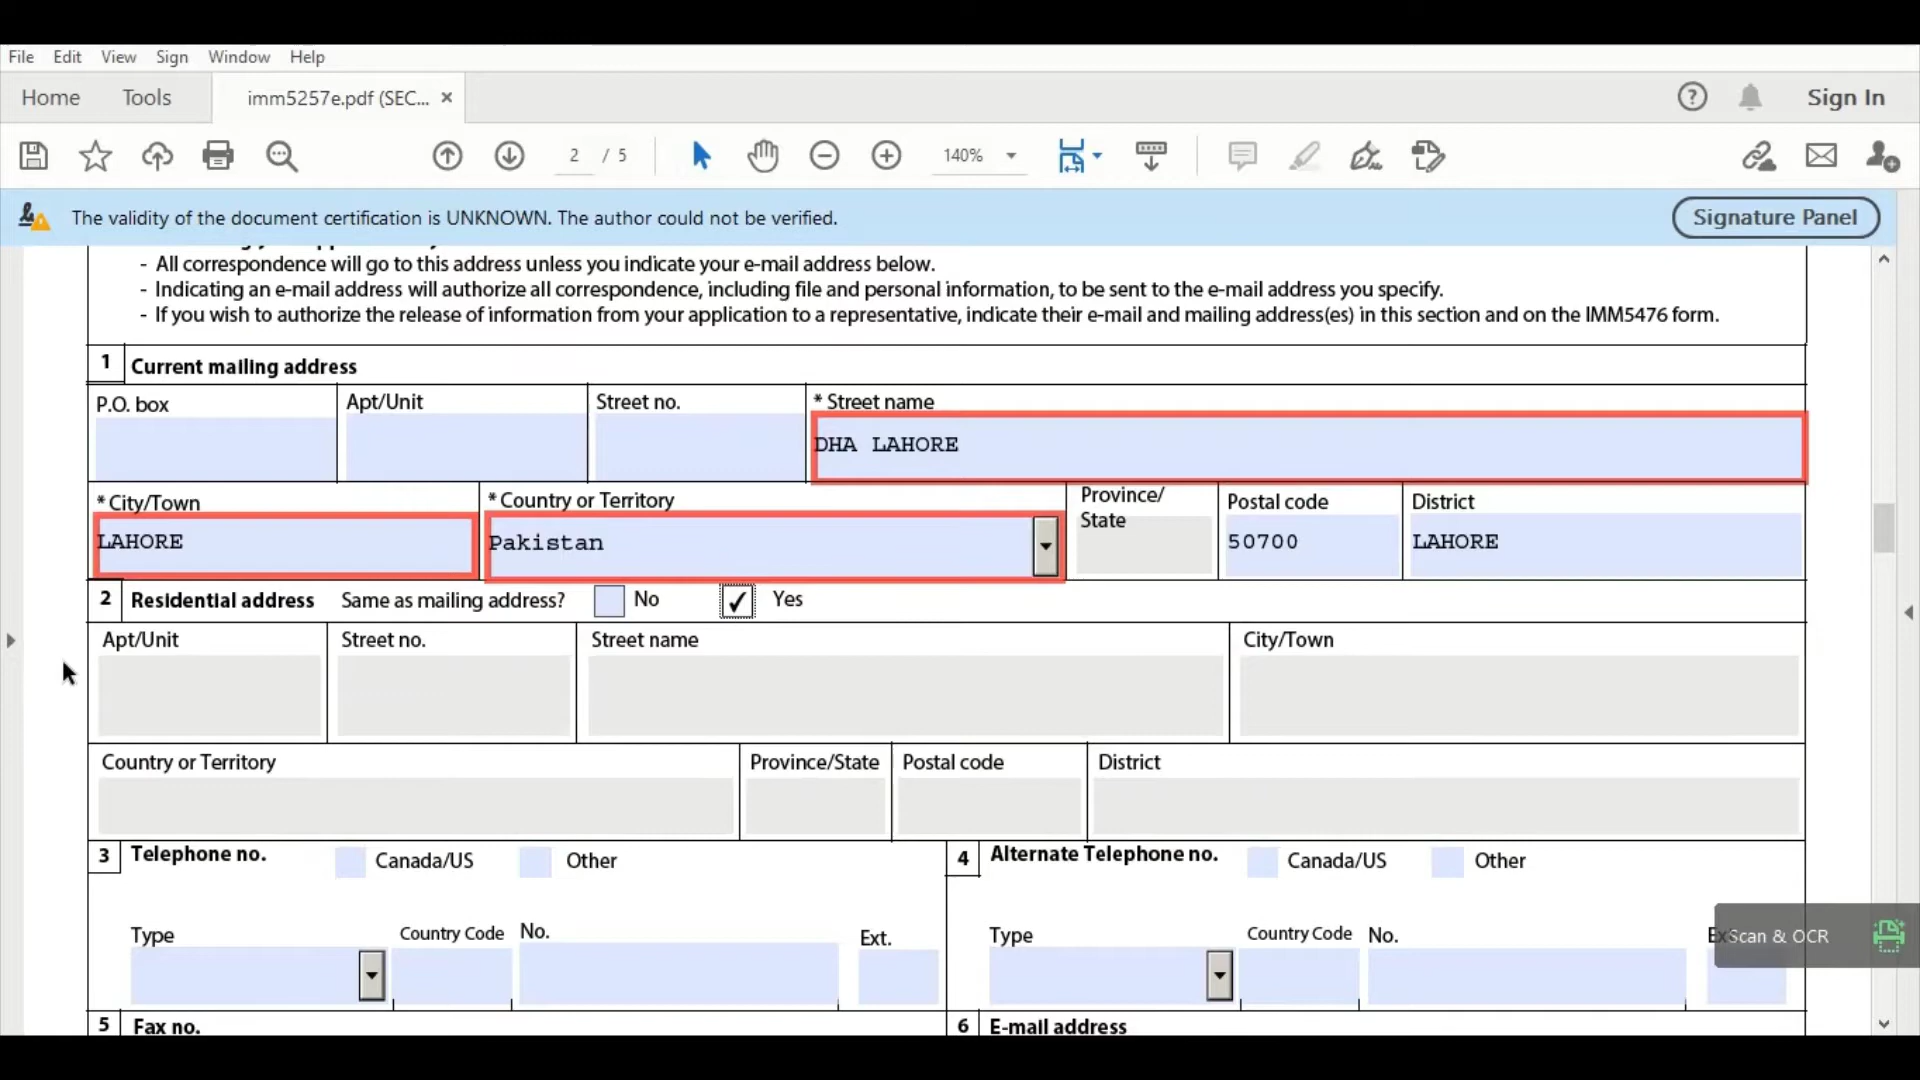 File Edit View Sign Window Help
Home Tools imm5257e.pdf (SEC... × Sign In
2 / 5 140%
The validity of the document certification is UNKNOWN. The author could not be verified. Signature Panel
- All correspondence will go to this address unless you indicate your e-mail address below.
- Indicating an e-mail address will authorize all correspondence, including file and personal information, to be sent to the e-mail address you specify.
- If you wish to authorize the release of information from your application to a representative, indicate their e-mail and mailing address(es) in this section and on the IMM5476 form.
1 Current mailing address
P.O. box Apt/Unit Street no. * Street name
DHA LAHORE
* City/Town * Country or Territory Province/State Postal code District
LAHORE Pakistan 50700 LAHORE
2 Residential address Same as mailing address? No ✓ Yes
Apt/Unit Street no. Street name City/Town
Country or Territory Province/State Postal code District
3 Telephone no. Canada/US Other 4 Alternate Telephone no. Canada/US Other
Type Country Code No. Ext. Type Country Code No.
Scan & OCR
5 Fax no. 6 E-mail address